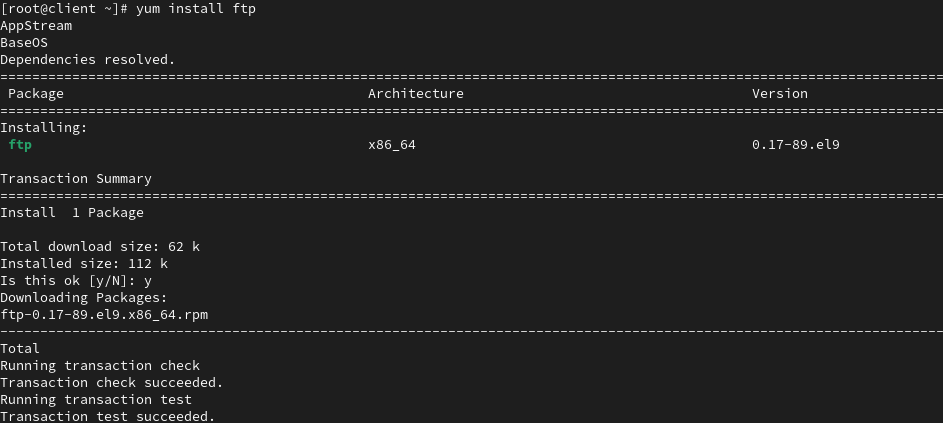 [root@client ~]# yum install ftp
AppStream
BaseOS
Dependencies resolved.
================================================================================
Package Architecture Version
================================================================================
Installing:
ftp x86_64 0.17-89.el9
Transaction Summary
================================================================================
Install  1 Package
Total download size: 62 k
Installed size: 112 k
Is this ok [y/N]: y
Downloading Packages:
ftp-0.17-89.el9.x86_64.rpm
--------------------------------------------------------------------------------
Total
Running transaction check
Transaction check succeeded.
Running transaction test
Transaction test succeeded.